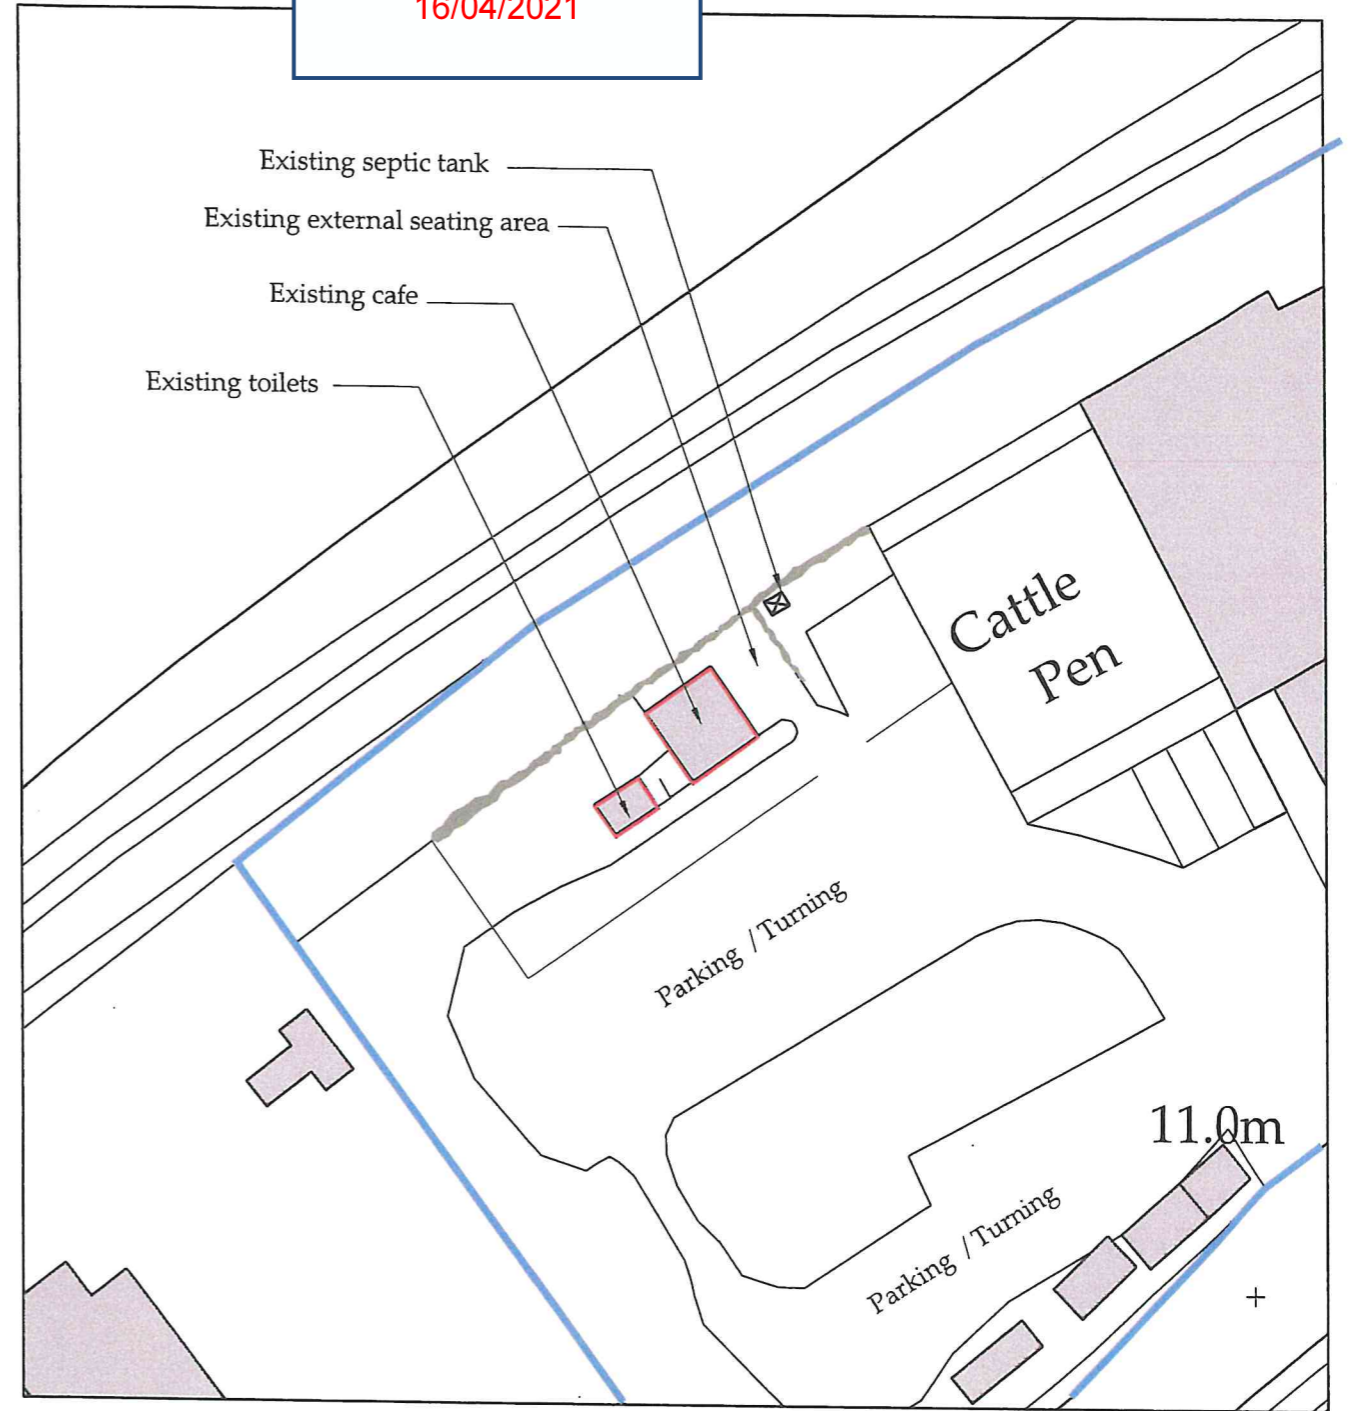 16/04/2021
Existing septic tank
Existing external seating area
Existing cafe
Existing toilets
Cattle
Pen
Parking / Turning
11.0m
Parking / Turning